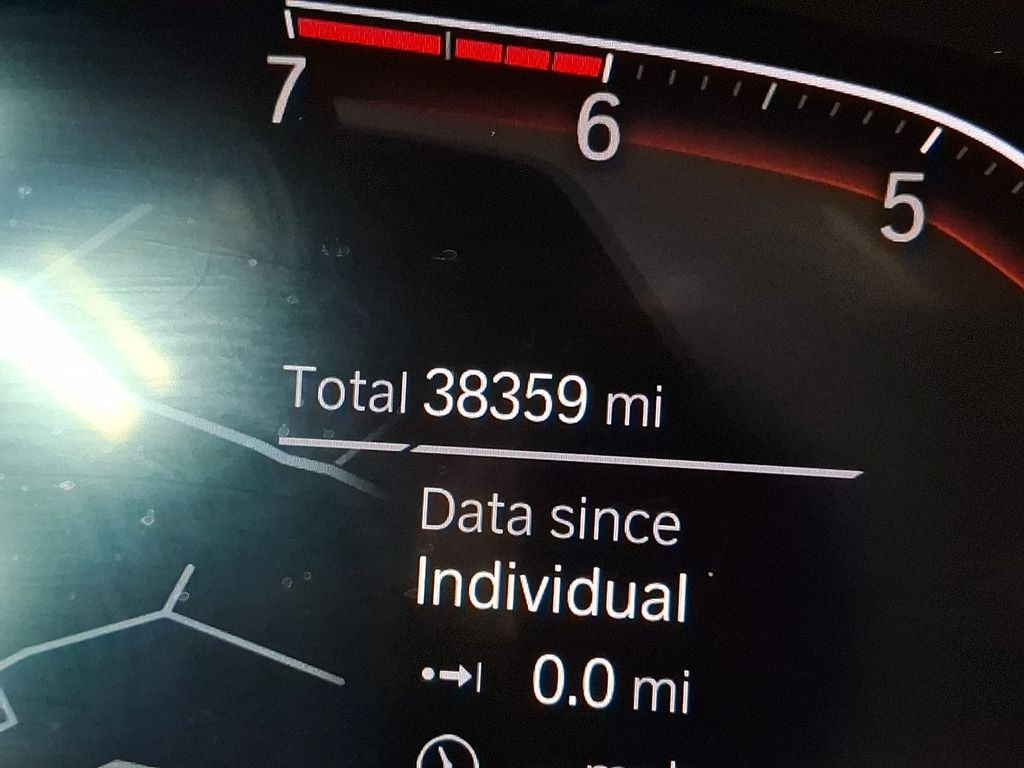 7
6
5
Total 38359 mi
Data since
Individual
0.0 mi